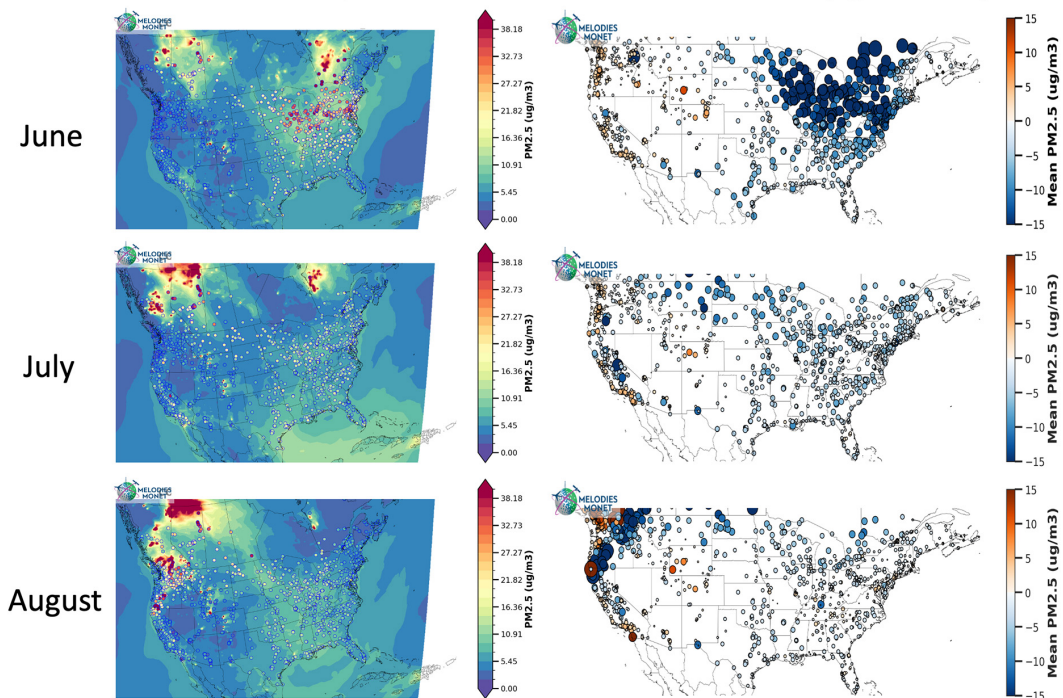 June
MELODIES
MONET
38.18
32.73
27.27
21.82
16.36
10.91
5.45
0.00
PM2.5 (ug/m3)
MELODIES
MONET
15
10
5
0
−5
−10
−15
Mean PM2.5 (ug/m3)
July
MELODIES
MONET
38.18
32.73
27.27
21.82
16.36
10.91
5.45
0.00
PM2.5 (ug/m3)
MELODIES
MONET
15
10
5
0
−5
−10
−15
Mean PM2.5 (ug/m3)
August
MELODIES
MONET
38.18
32.73
27.27
21.82
16.36
10.91
5.45
0.00
PM2.5 (ug/m3)
MELODIES
MONET
15
10
5
0
−5
−10
−15
Mean PM2.5 (ug/m3)